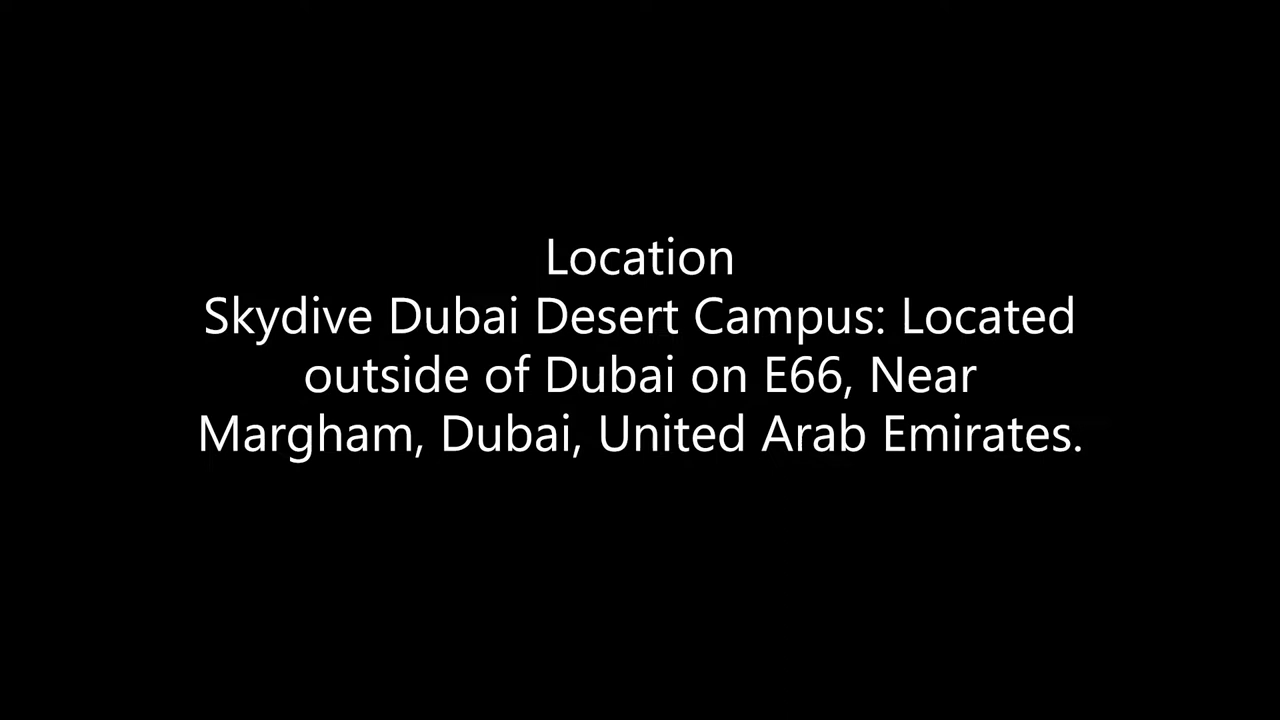 Location
Skydive Dubai Desert Campus: Located
outside of Dubai on E66, Near
Margham, Dubai, United Arab Emirates.